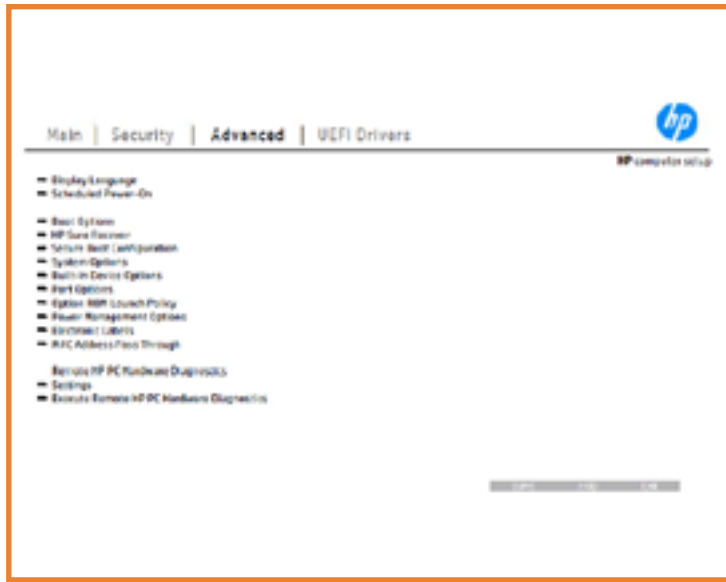 hp
Main | Security | Advanced | UEFI Drivers
HP computer setup
Display Language
Scheduled Power-On
Boot Options
HP Sure Recover
Secure Boot Configuration
System Options
Built-In Device Options
Port Options
Option ROM Launch Policy
Power Management Options
Electronic Labels
MAC Address Pass Through
Remote HP PC Hardware Diagnostics
Settings
Execute Remote HP PC Hardware Diagnostics